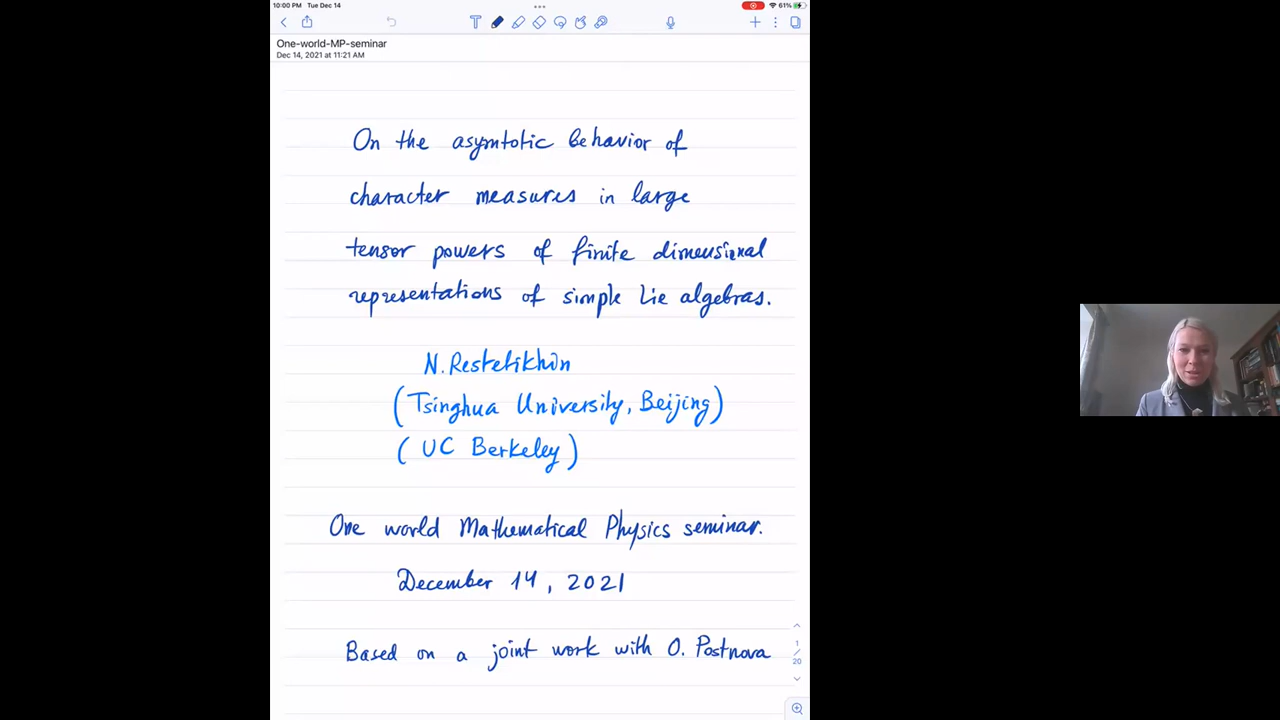 10:00 PM Tue Dec 14
61%
One-world-MP-seminar
Dec 14, 2021 at 11:21 AM
On the asymtotic behavior of
character measures in large
tensor powers of finite dimensional
representations of simple Lie algebras.
N. Reshetikhin
(Tsinghua University, Beijing)
(UC Berkeley)
One world Mathematical Physics seminar.
December 14, 2021
Based on a joint work with O. Postnova
1
/
20